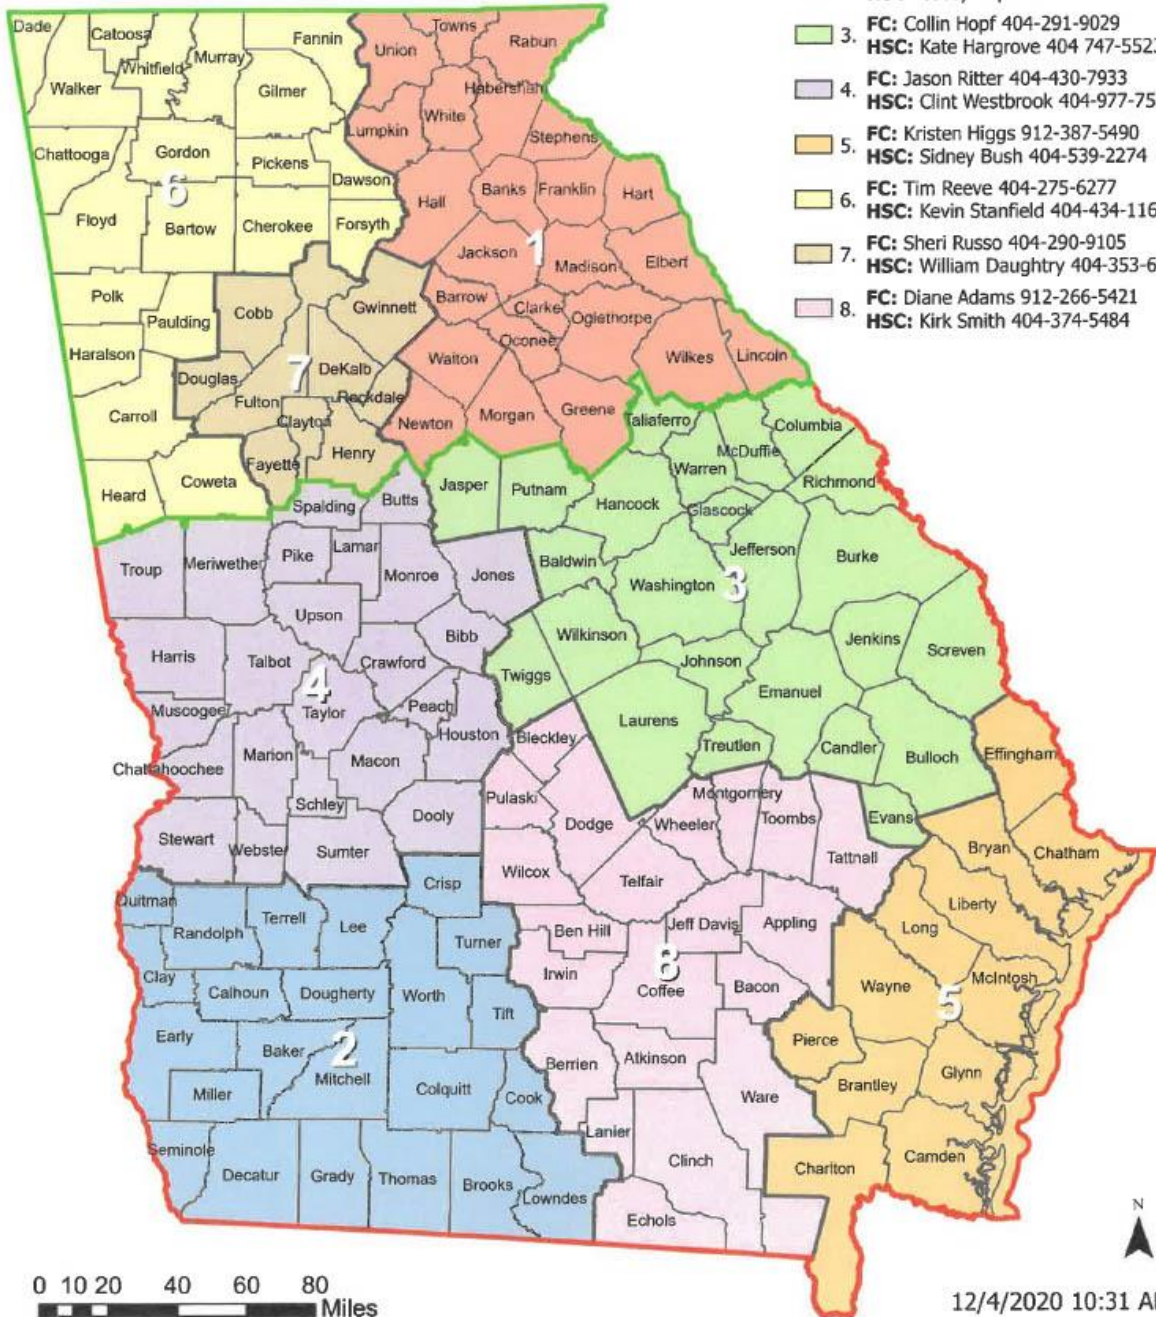 3. FC: Collin Hopf 404-291-9029
HSC: Kate Hargrove 404 747-552
4. FC: Jason Ritter 404-430-7933
HSC: Clint Westbrook 404-977-75
5. FC: Kristen Higgs 912-387-5490
HSC: Sidney Bush 404-539-2274
6. FC: Tim Reeve 404-275-6277
HSC: Kevin Stanfield 404-434-116
7. FC: Sheri Russo 404-290-9105
HSC: William Daughtry 404-353-6
8. FC: Diane Adams 912-266-5421
HSC: Kirk Smith 404-374-5484
Dade
Catoosa
Whitfield
Murray
Fannin
Walker
Gilmer
Chattooga
Gordon
Pickens
6
Dawson
Floyd
Bartow
Cherokee
Forsyth
Polk
Paulding
Haralson
Carroll
Heard
Coweta
Union
Towns
Rabun
Habersham
Lumpkin
White
Stephens
Hall
Banks
Franklin
Hart
Jackson
1
Madison
Elbert
Barrow
Clarke
Oglethorpe
Oconee
Walton
Wilkes
Lincoln
Newton
Morgan
Greene
Cobb
Gwinnett
7
DeKalb
Douglas
Rockdale
Fulton
Clayton
Fayette
Henry
Taliaferro
Columbia
McDuffie
Warren
Jasper
Putnam
Hancock
Richmond
Glascock
Baldwin
Jefferson
Burke
Washington
3
Wilkinson
Jenkins
Screven
Twiggs
Johnson
Emanuel
Laurens
Treutlen
Candler
Bulloch
Evans
Spalding
Butts
Troup
Meriwether
Pike
Lamar
Monroe
Jones
Upson
Bibb
Harris
Talbot
Crawford
4
Muscogee
Taylor
Peach
Houston
Chattahoochee
Marion
Macon
Schley
Dooly
Stewart
Webster
Sumter
Bleckley
Pulaski
Dodge
Montgomery
Wheeler
Toombs
Tattnall
Wilcox
Telfair
Ben Hill
Jeff Davis
Appling
Irwin
8
Coffee
Bacon
Berrien
Atkinson
Ware
Lanier
Clinch
Echols
Effingham
Bryan
Chatham
Liberty
Long
Wayne
McIntosh
5
Pierce
Brantley
Glynn
Charlton
Camden
Quitman
Crisp
Terrell
Lee
Randolph
Turner
Clay
Calhoun
Dougherty
Worth
Tift
Early
Baker
2
Mitchell
Miller
Colquitt
Cook
Seminole
Decatur
Grady
Thomas
Brooks
Lowndes
N
0 10 20 40 60 80
Miles
12/4/2020 10:31 A